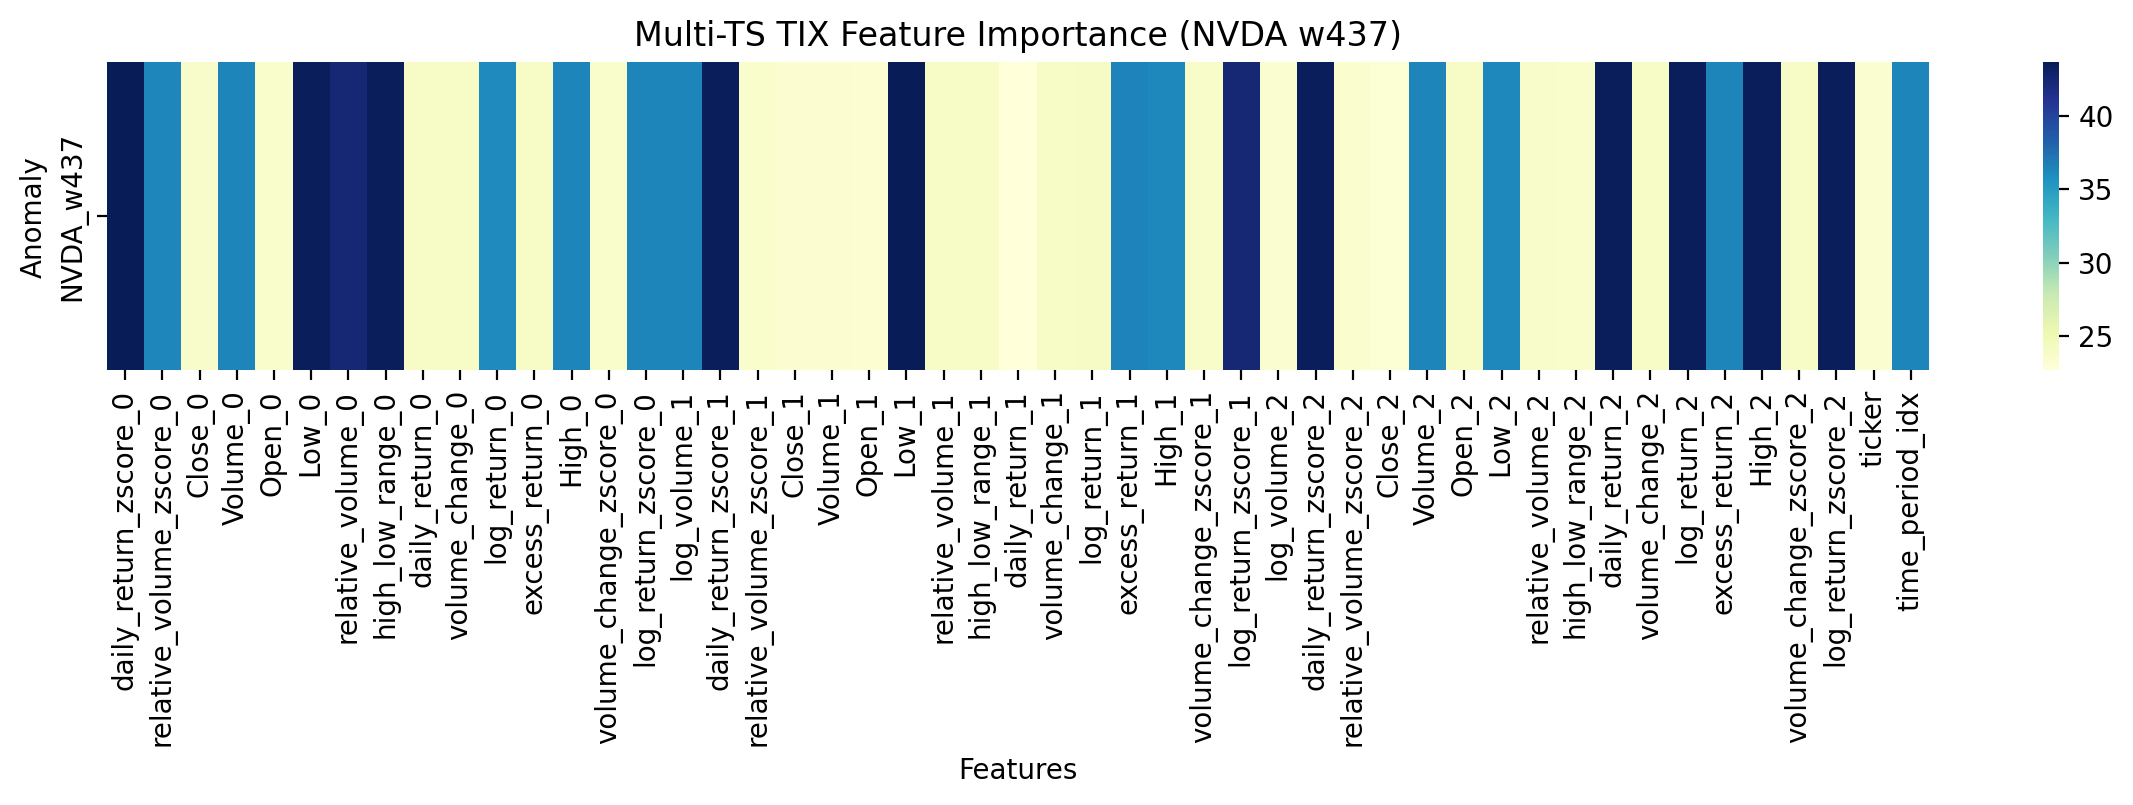 Multi-TS TIX Feature Importance (NVDA w437)
Anomaly
NVDA_w437
40
35
30
25
daily_return_zscore_0
relative_volume_zscore_0
Close_0
Volume_0
Open_0
Low_0
relative_volume_0
high_low_range_0
daily_return_0
volume_change_0
log_return_0
excess_return_0
High_0
volume_change_zscore_0
log_return_zscore_0
log_volume_1
daily_return_zscore_1
relative_volume_zscore_1
Close_1
Volume_1
Open_1
Low_1
relative_volume_1
high_low_range_1
daily_return_1
volume_change_1
log_return_1
excess_return_1
High_1
volume_change_zscore_1
log_return_zscore_1
log_volume_2
daily_return_zscore_2
relative_volume_zscore_2
Close_2
Volume_2
Open_2
Low_2
relative_volume_2
high_low_range_2
daily_return_2
volume_change_2
log_return_2
excess_return_2
High_2
volume_change_zscore_2
log_return_zscore_2
ticker
time_period_idx
Features